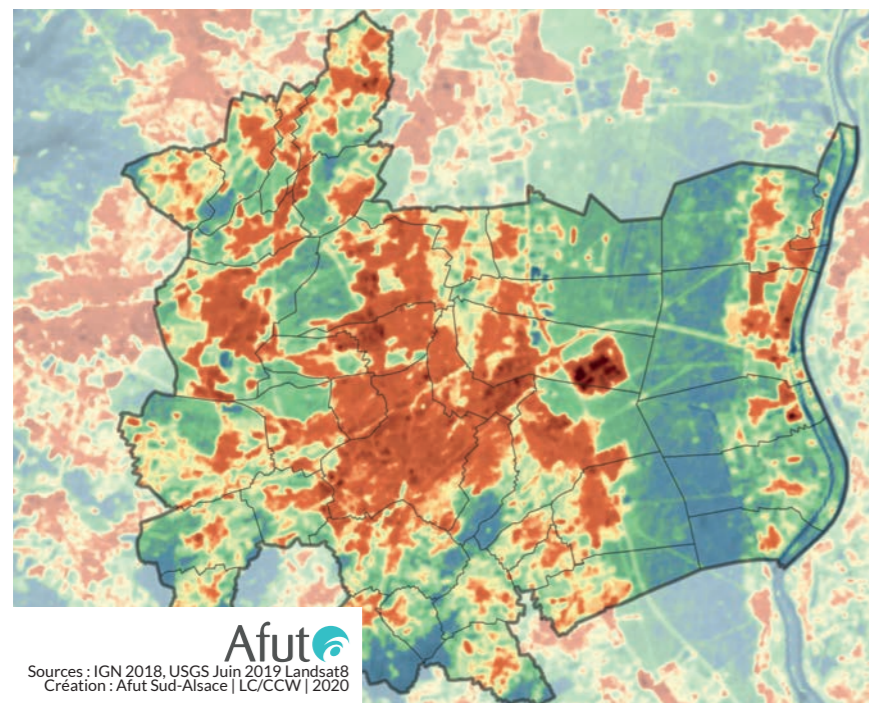 Afut
Sources : IGN 2018, USGS Juin 2019 Landsat8
Création : Afut Sud-Alsace | LC/CCW | 2020